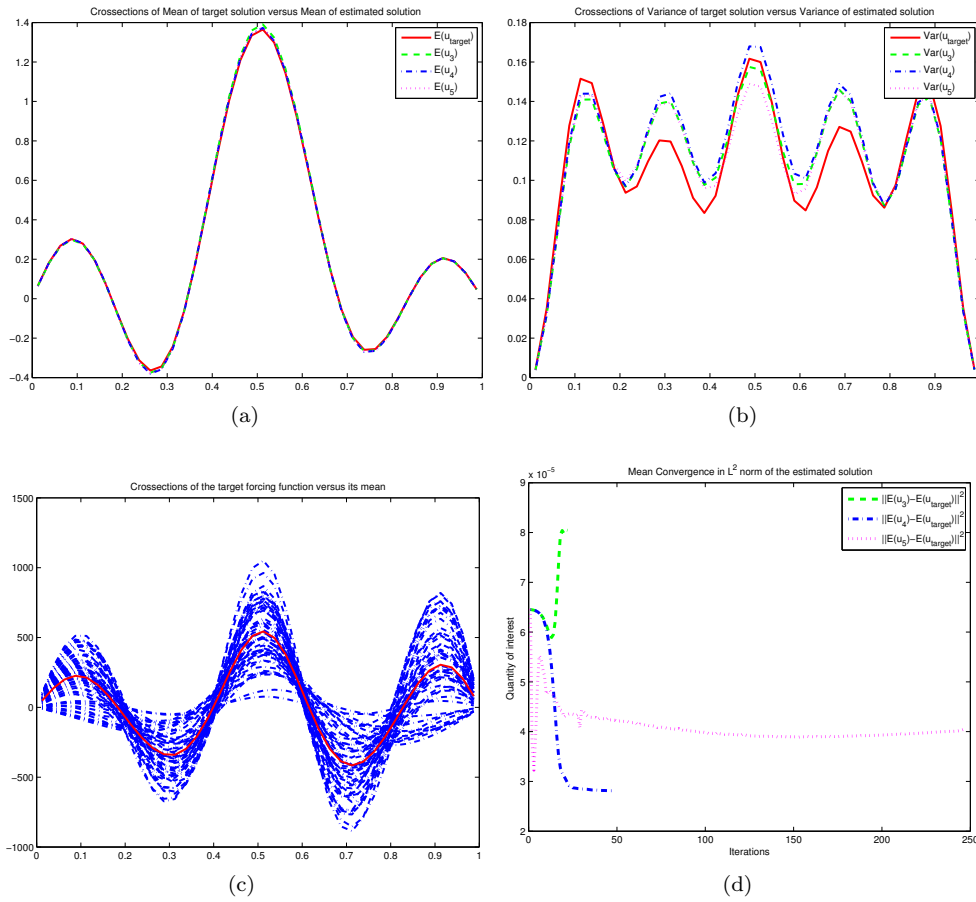 Crossections of Mean of target solution versus Mean of estimated solution
1.4
1.2
1
0.8
0.6
0.4
0.2
0
−0.2
−0.4
0 0.1 0.2 0.3 0.4 0.5 0.6 0.7 0.8 0.9 1
E(u_target)
E(u_3)
E(u_4)
E(u_5)
(a)
Crossections of Variance of target solution versus Variance of estimated solution
0.18
0.16
0.14
0.12
0.1
0.08
0.06
0.04
0.02
0
0 0.1 0.2 0.3 0.4 0.5 0.6 0.7 0.8 0.9
Var(u_target)
Var(u_3)
Var(u_4)
Var(u_5)
(b)
Crossections of the target forcing function versus its mean
1500
1000
500
0
−500
−1000
0 0.1 0.2 0.3 0.4 0.5 0.6 0.7 0.8 0.9 1
(c)
Mean Convergence in L^2 norm of the estimated solution
x 10^−5
9
8
7
6
5
4
3
2
Quantity of interest
0 50 100 150 200 250
Iterations
||E(u_3)−E(u_target)||^2
||E(u_4)−E(u_target)||^2
||E(u_5)−E(u_target)||^2
(d)